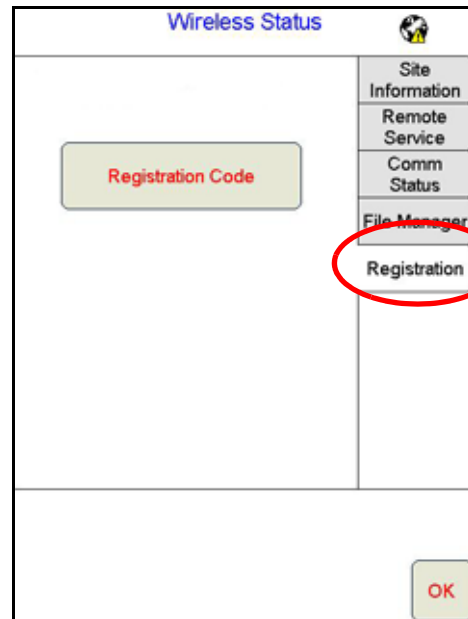 Wireless Status
Site
Information
Remote
Service
Registration Code
Comm
Status
File Manager
Registration
OK